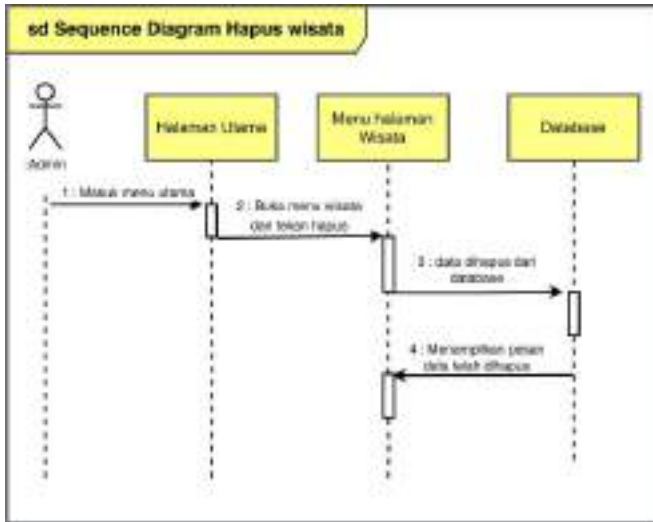 sd Sequence Diagram Hapus wisata
Admin
Halaman Utama
Menu halaman
Wisata
Database
1 : Masuk menu utama
2 : Buka menu wisata
dan tekan hapus
3 : data dihapus dari
database
4 : Menampilkan pesan
data telah dihapus